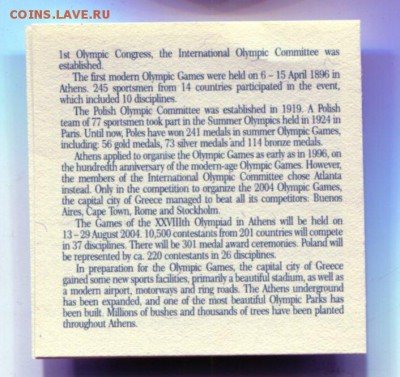 COINS.ЛАVE.RU
1st Olympic Congress, the International Olympic Committee was
established.
The first modern Olympic Games were held on 6 – 15 April 1896 in
Athens. 245 sportsmen from 14 countries participated in the event,
which included 10 disciplines.
The Polish Olympic Committee was established in 1919. A Polish
team of 77 sportsmen took part in the Summer Olympics held in 1924 in
Paris. Until now, Poles have won 241 medals in summer Olympic Games,
including: 56 gold medals, 73 silver medals and 114 bronze medals.
Athens applied to organise the Olympic Games as early as in 1996, on
the hundredth anniversary of the modern-age Olympic Games. However,
the members of the International Olympic Committee chose Atlanta
instead. Only in the competition to organize the 2004 Olympic Games,
the capital city of Greece managed to beat all its competitors: Buenos
Aires, Cape Town, Rome and Stockholm.
The Games of the XXVIIIth Olympiad in Athens will be held on
13 – 29 August 2004. 10,500 contestants from 201 countries will compete
in 37 disciplines. There will be 301 medal award ceremonies. Poland will
be represented by ca. 220 contestants in 26 disciplines.
In preparation for the Olympic Games, the capital city of Greece
gained some new sports facilities, primarily a beautiful stadium, as well as
a modern airport, motorways and ring roads. The Athens underground
has been expanded, and one of the most beautiful Olympic Parks has
been built. Millions of bushes and thousands of trees have been planted
throughout Athens.